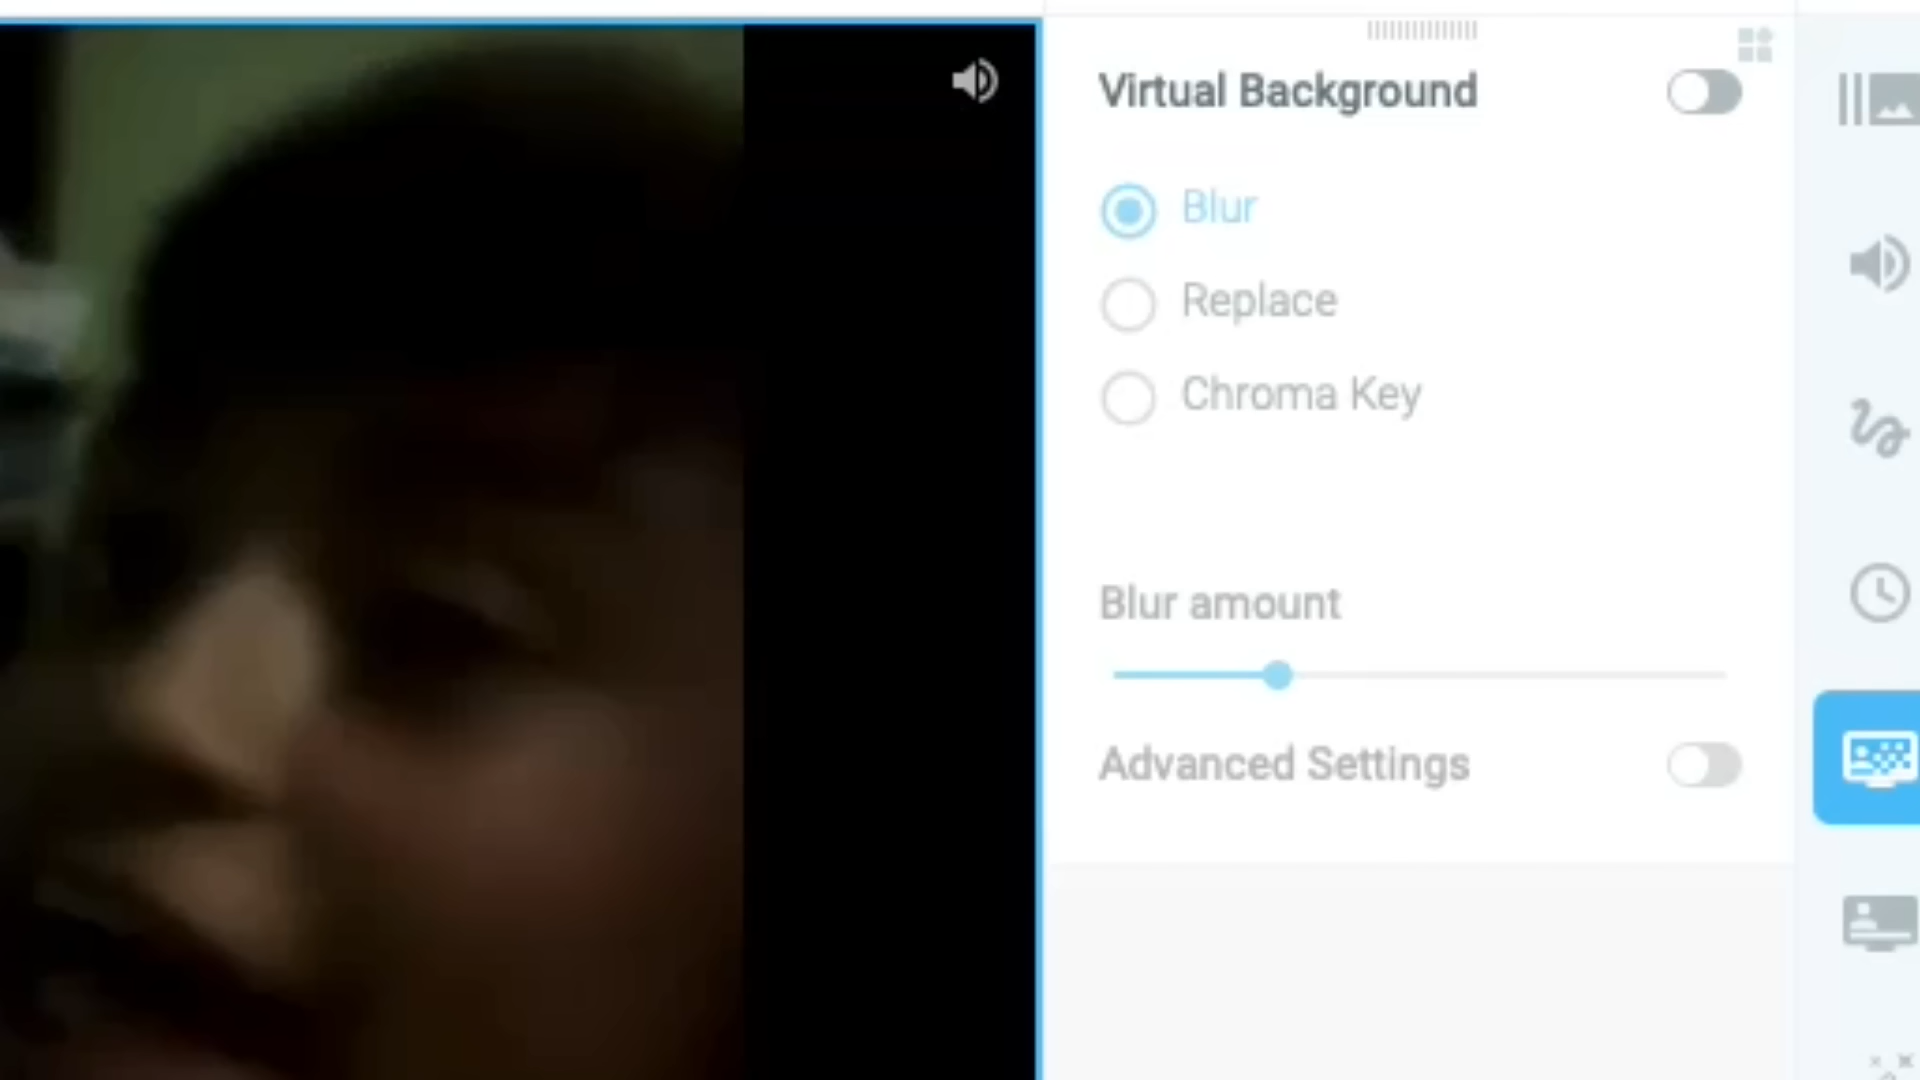 Virtual Background
Blur
Replace
Chroma Key
Blur amount
Advanced Settings